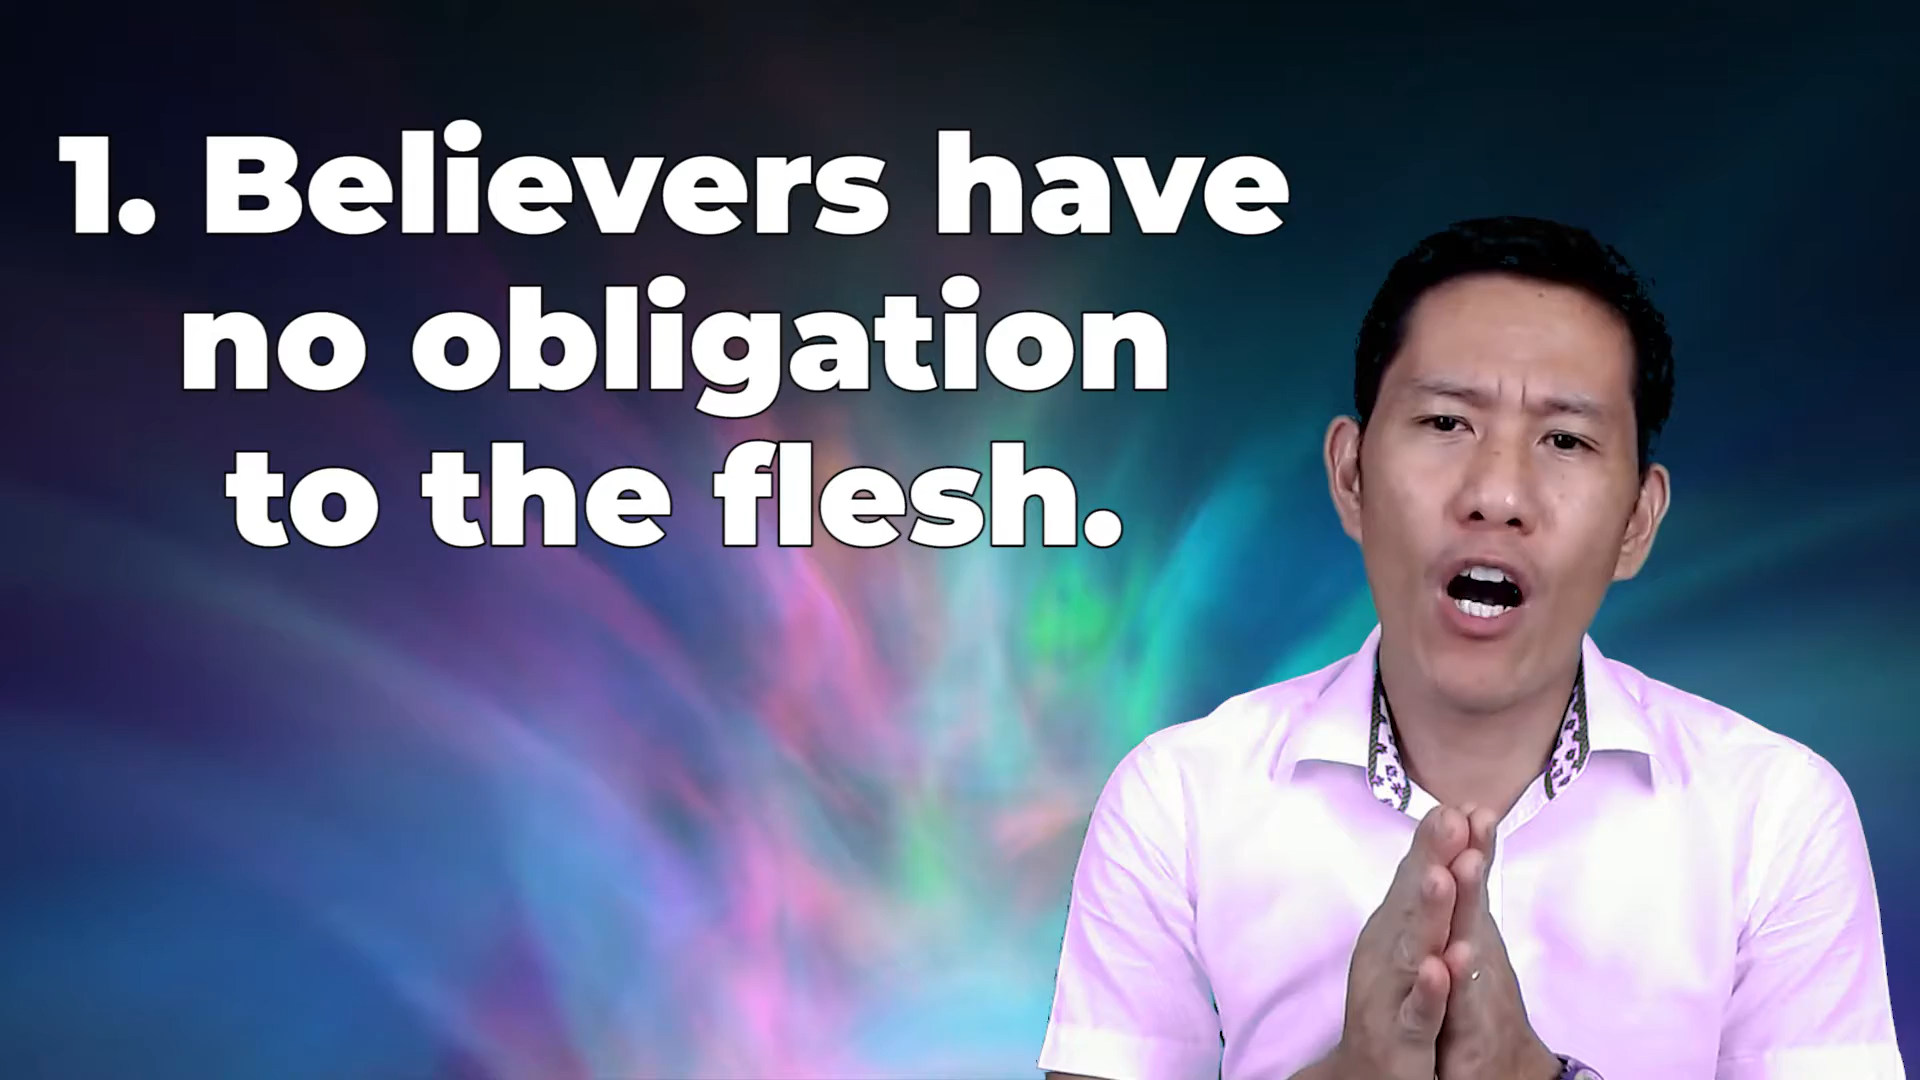 1. Believers have
no obligation
to the flesh.